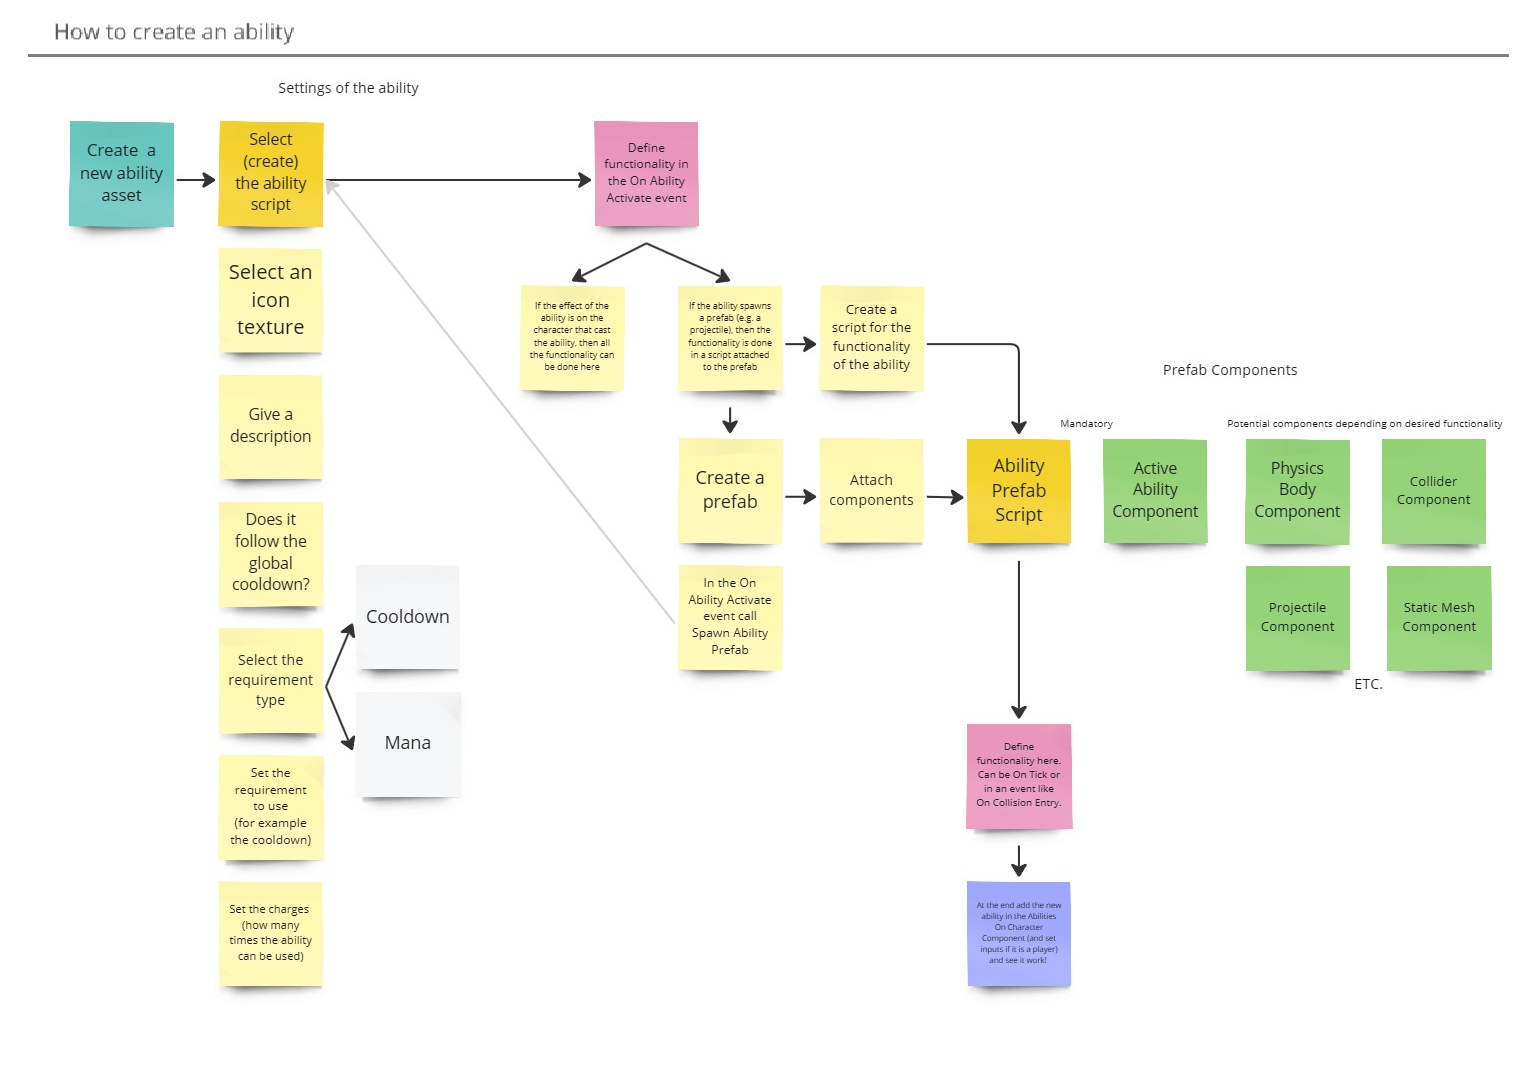 How to create an ability
Settings of the ability
Create a
new ability
asset
Select
(create)
the ability
script
Define
functionality in
the On Ability
Activate event
Select an
icon
texture
If the effect of the
ability is on the
character that cast
the ability, then all
the functionality can
be done here
If the ability spawns
a prefab (e.g. a
projectile), then the
functionality is done
in a script attached
to the prefab
Create a
script for the
functionality
of the ability
Prefab Components
Give a
description
Mandatory
Potential components depending on desired functionality
Create a
prefab
Attach
components
Ability
Prefab
Script
Active
Ability
Component
Physics
Body
Component
Collider
Component
Does it
follow the
global
cooldown?
Cooldown
In the On
Ability Activate
event call
Spawn Ability
Prefab
Projectile
Component
Static Mesh
Component
ETC.
Select the
requirement
type
Mana
Set the
requirement
to use
(for example
the cooldown)
Define
functionality here.
Can be On Tick or
in an event like
On Collision Entry.
Set the charges
(how many
times the ability
can be used)
At the end add the new
ability in the Abilities
On Character
Component (and set
inputs if it is a player)
and see it work!